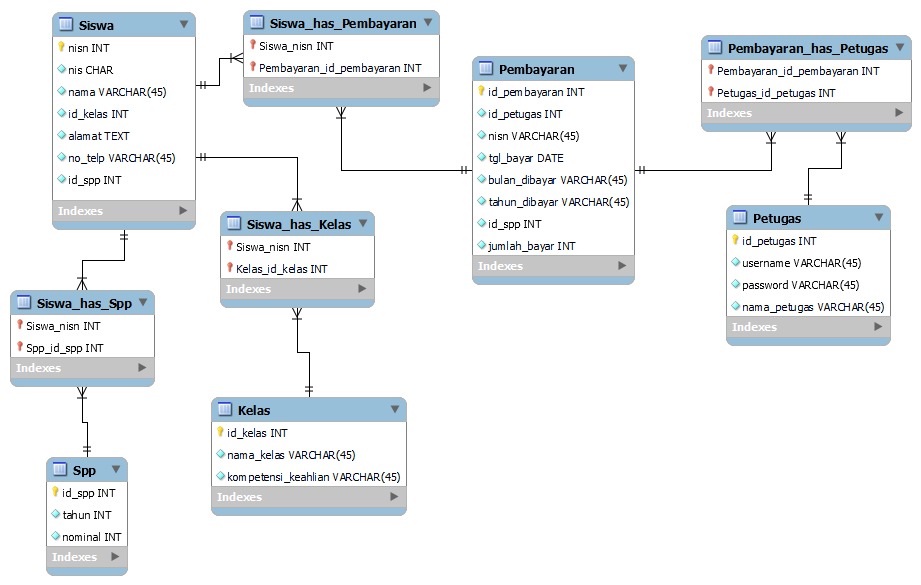 Siswa
nisn INT
nis CHAR
nama VARCHAR(45)
id_kelas INT
alamat TEXT
no_telp VARCHAR(45)
id_spp INT
Indexes
Siswa_has_Pembayaran
Siswa_nisn INT
Pembayaran_id_pembayaran INT
Indexes
Pembayaran
id_pembayaran INT
id_petugas INT
nisn VARCHAR(45)
tgl_bayar DATE
bulan_dibayar VARCHAR(45)
tahun_dibayar VARCHAR(45)
id_spp INT
jumlah_bayar INT
Indexes
Pembayaran_has_Petugas
Pembayaran_id_pembayaran INT
Petugas_id_petugas INT
Indexes
Petugas
id_petugas INT
username VARCHAR(45)
password VARCHAR(45)
nama_petugas VARCHAR(45)
Indexes
Siswa_has_Kelas
Siswa_nisn INT
Kelas_id_kelas INT
Indexes
Siswa_has_Spp
Siswa_nisn INT
Spp_id_spp INT
Indexes
Kelas
id_kelas INT
nama_kelas VARCHAR(45)
kompetensi_keahlian VARCHAR(45)
Indexes
Spp
id_spp INT
tahun INT
nominal INT
Indexes